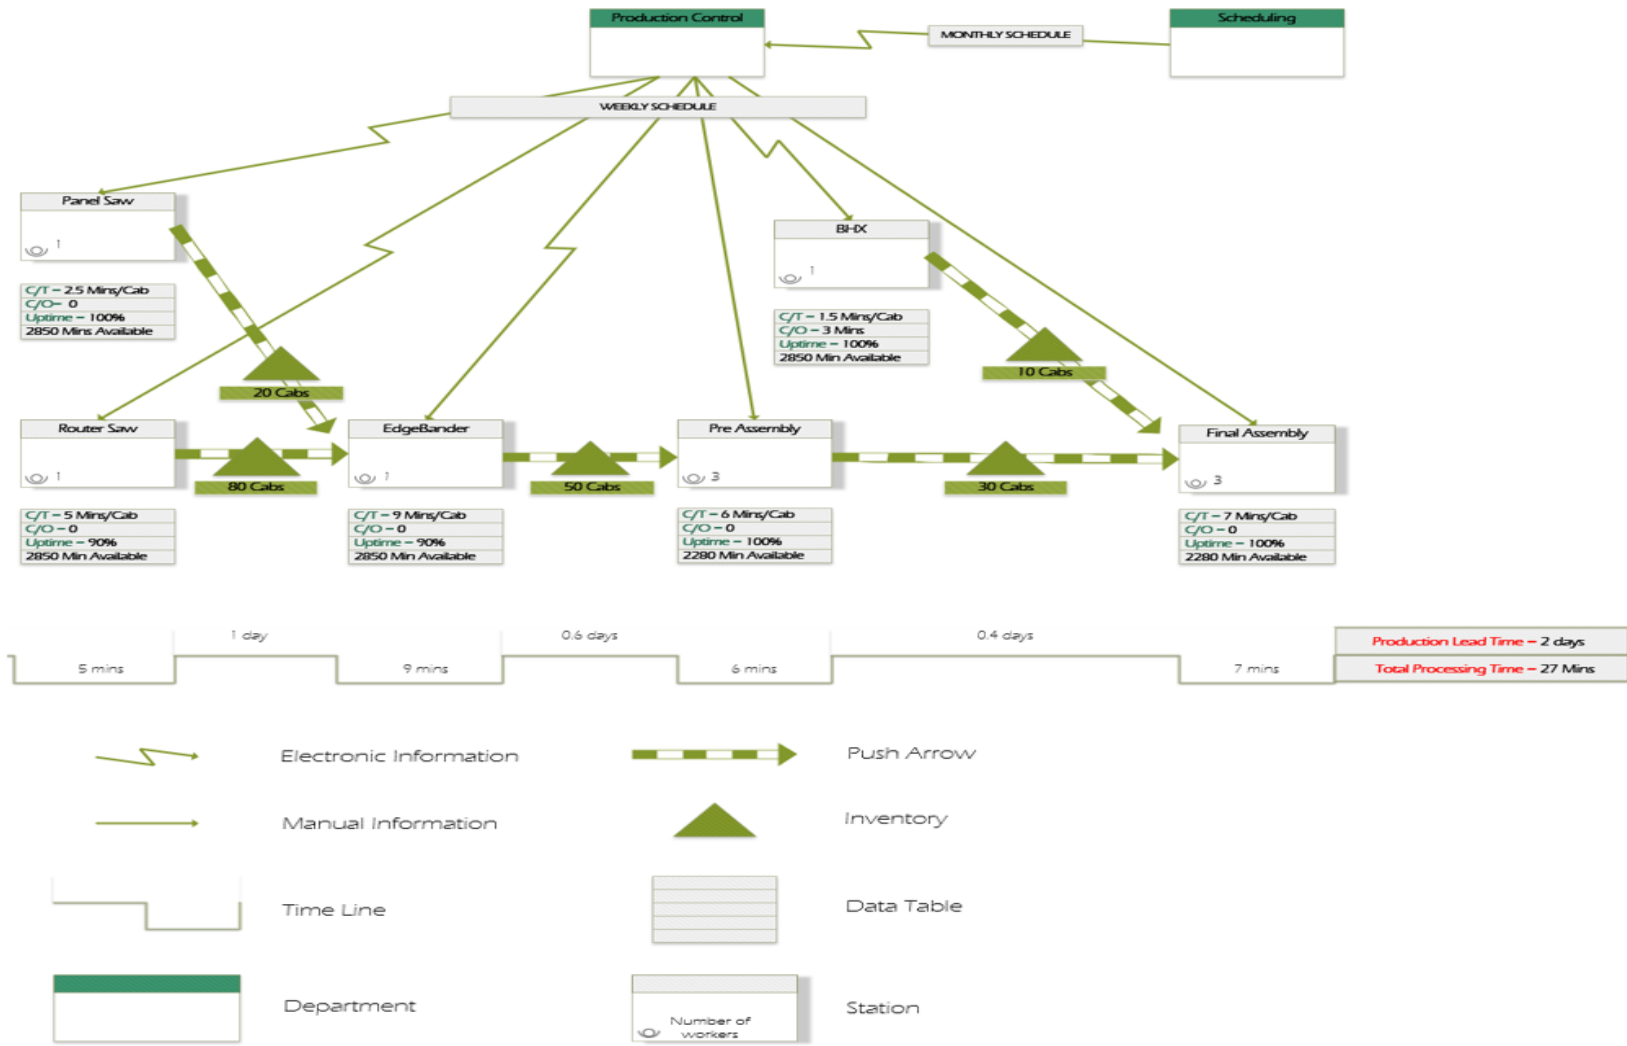 Production Control
Scheduling
MONTHLY SCHEDULE
WEEKLY SCHEDULE
Panel Saw
1
C/T = 2.5 Mins/Cab
C/O= 0
Uptime = 100%
2850 Mins Available
BHX
1
C/T = 1.5 Mins/Cab
C/O = 3 Mins
Uptime = 100%
2850 Min Available
20 Cabs
10 Cabs
Router Saw
1
C/T = 5 Mins/Cab
C/O = 0
Uptime = 90%
2850 Min Available
80 Cabs
EdgeBander
1
C/T = 9 Mins/Cab
C/O = 0
Uptime = 90%
2850 Min Available
50 Cabs
Pre Assembly
3
C/T = 6 Mins/Cab
C/O = 0
Uptime = 100%
2280 Min Available
30 Cabs
Final Assembly
3
C/T = 7 Mins/Cab
C/O = 0
Uptime = 100%
2280 Min Available
1 day
0.6 days
0.4 days
Production Lead Time = 2 days
5 mins
9 mins
6 mins
7 mins
Total Processing Time = 27 Mins
Electronic Information
Push Arrow
Manual Information
Inventory
Time Line
Data Table
Department
Number of
workers
Station